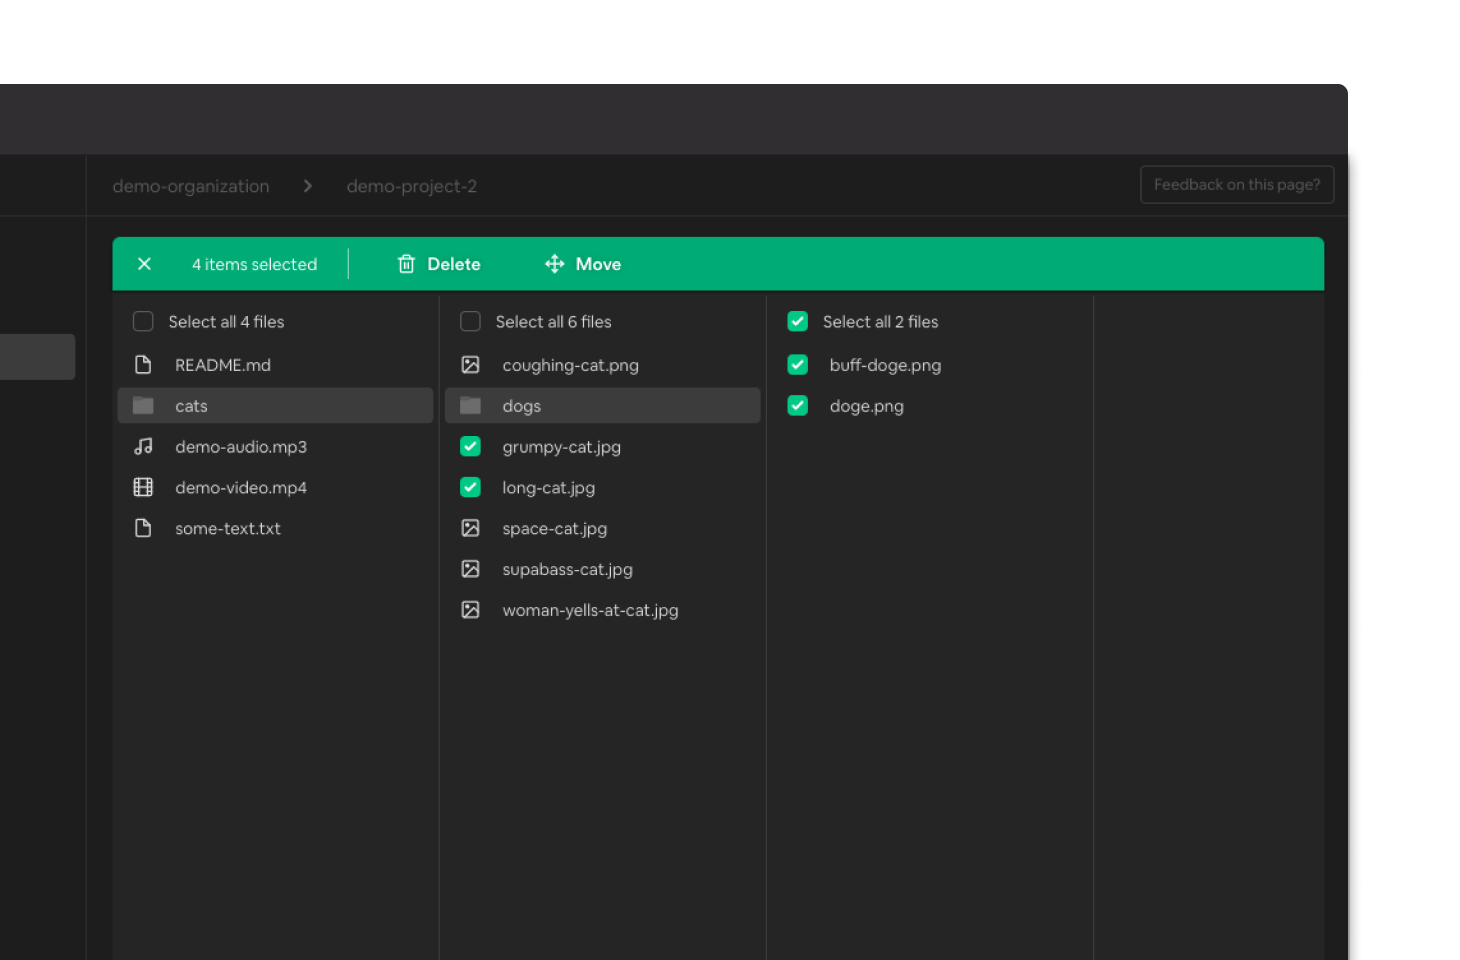 demo-organization > demo-project-2
Feedback on this page?
4 items selected
Delete
Move
Select all 4 files
README.md
cats
demo-audio.mp3
demo-video.mp4
some-text.txt
Select all 6 files
coughing-cat.png
dogs
grumpy-cat.jpg
long-cat.jpg
space-cat.jpg
supabass-cat.jpg
woman-yells-at-cat.jpg
Select all 2 files
buff-doge.png
doge.png